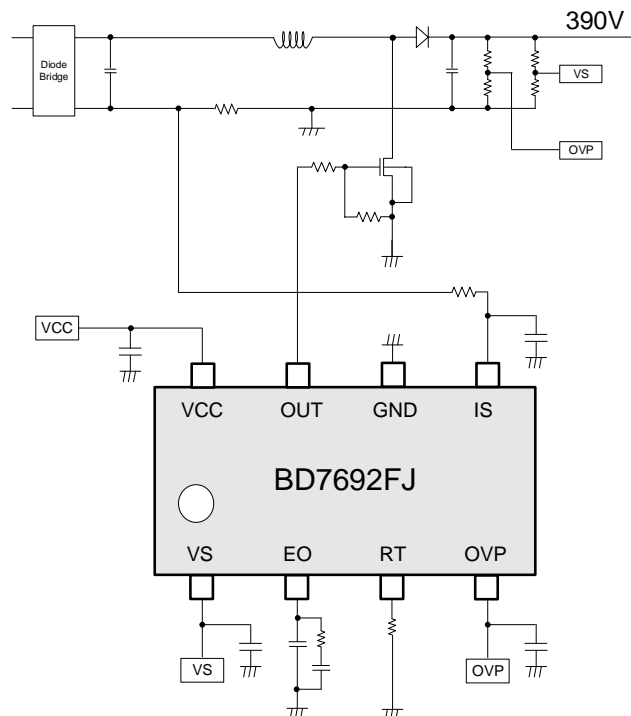 390V
Diode
Bridge
VS
OVP
VCC
VCC OUT GND IS
BD7692FJ
VS EO RT OVP
VS
OVP